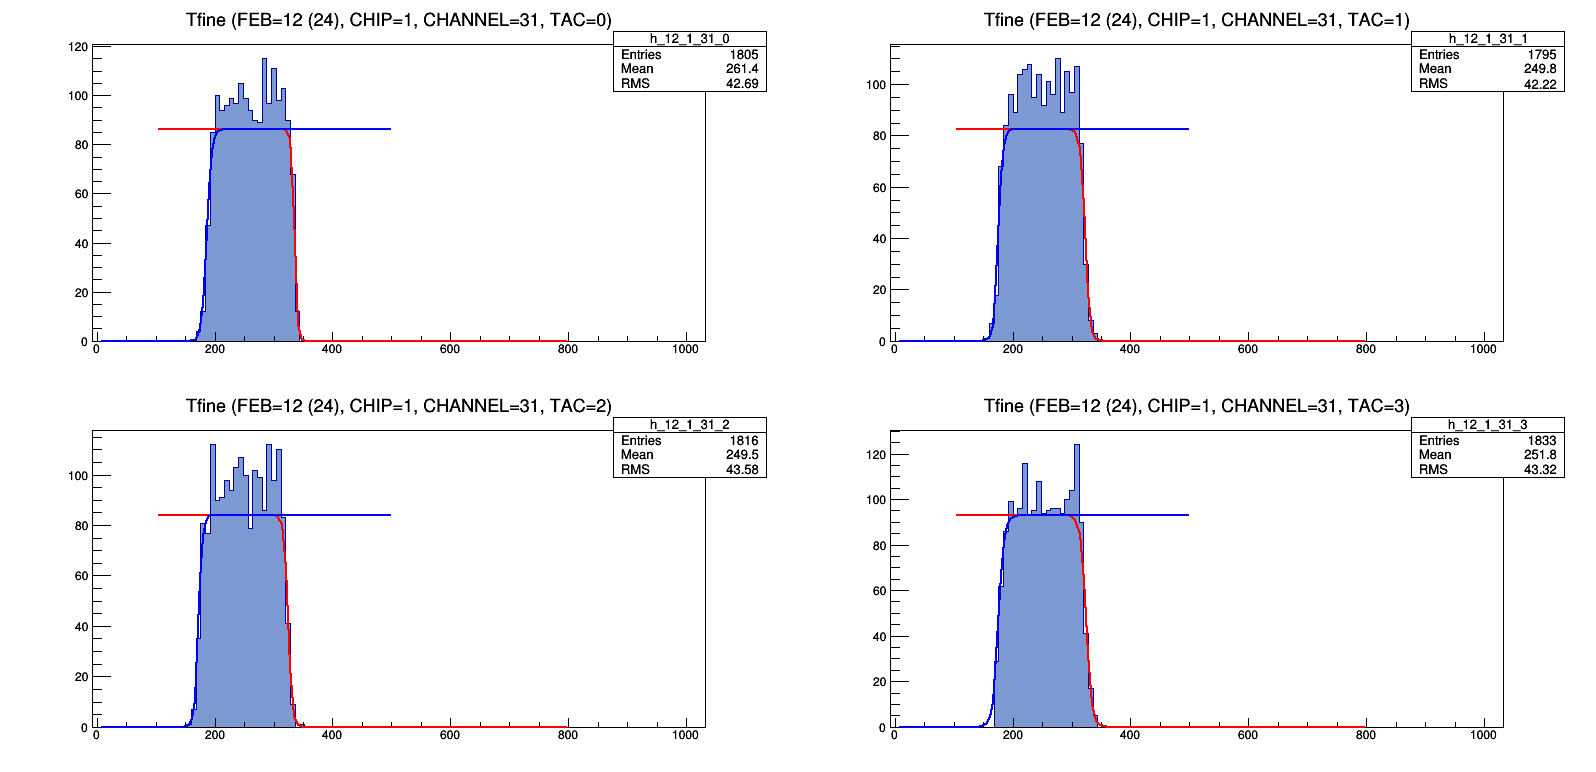 Tfine (FEB=12 (24), CHIP=1, CHANNEL=31, TAC=0)
h_12_1_31_0
Entries 1805
Mean 261.4
RMS 42.69
120
100
80
60
40
20
0
0 200 400 600 800 1000
Tfine (FEB=12 (24), CHIP=1, CHANNEL=31, TAC=1)
h_12_1_31_1
Entries 1795
Mean 249.8
RMS 42.22
100
80
60
40
20
0
0 200 400 600 800 1000
Tfine (FEB=12 (24), CHIP=1, CHANNEL=31, TAC=2)
h_12_1_31_2
Entries 1816
Mean 249.5
RMS 43.58
100
80
60
40
20
0
0 200 400 600 800 1000
Tfine (FEB=12 (24), CHIP=1, CHANNEL=31, TAC=3)
h_12_1_31_3
Entries 1833
Mean 251.8
RMS 43.32
120
100
80
60
40
20
0
0 200 400 600 800 1000